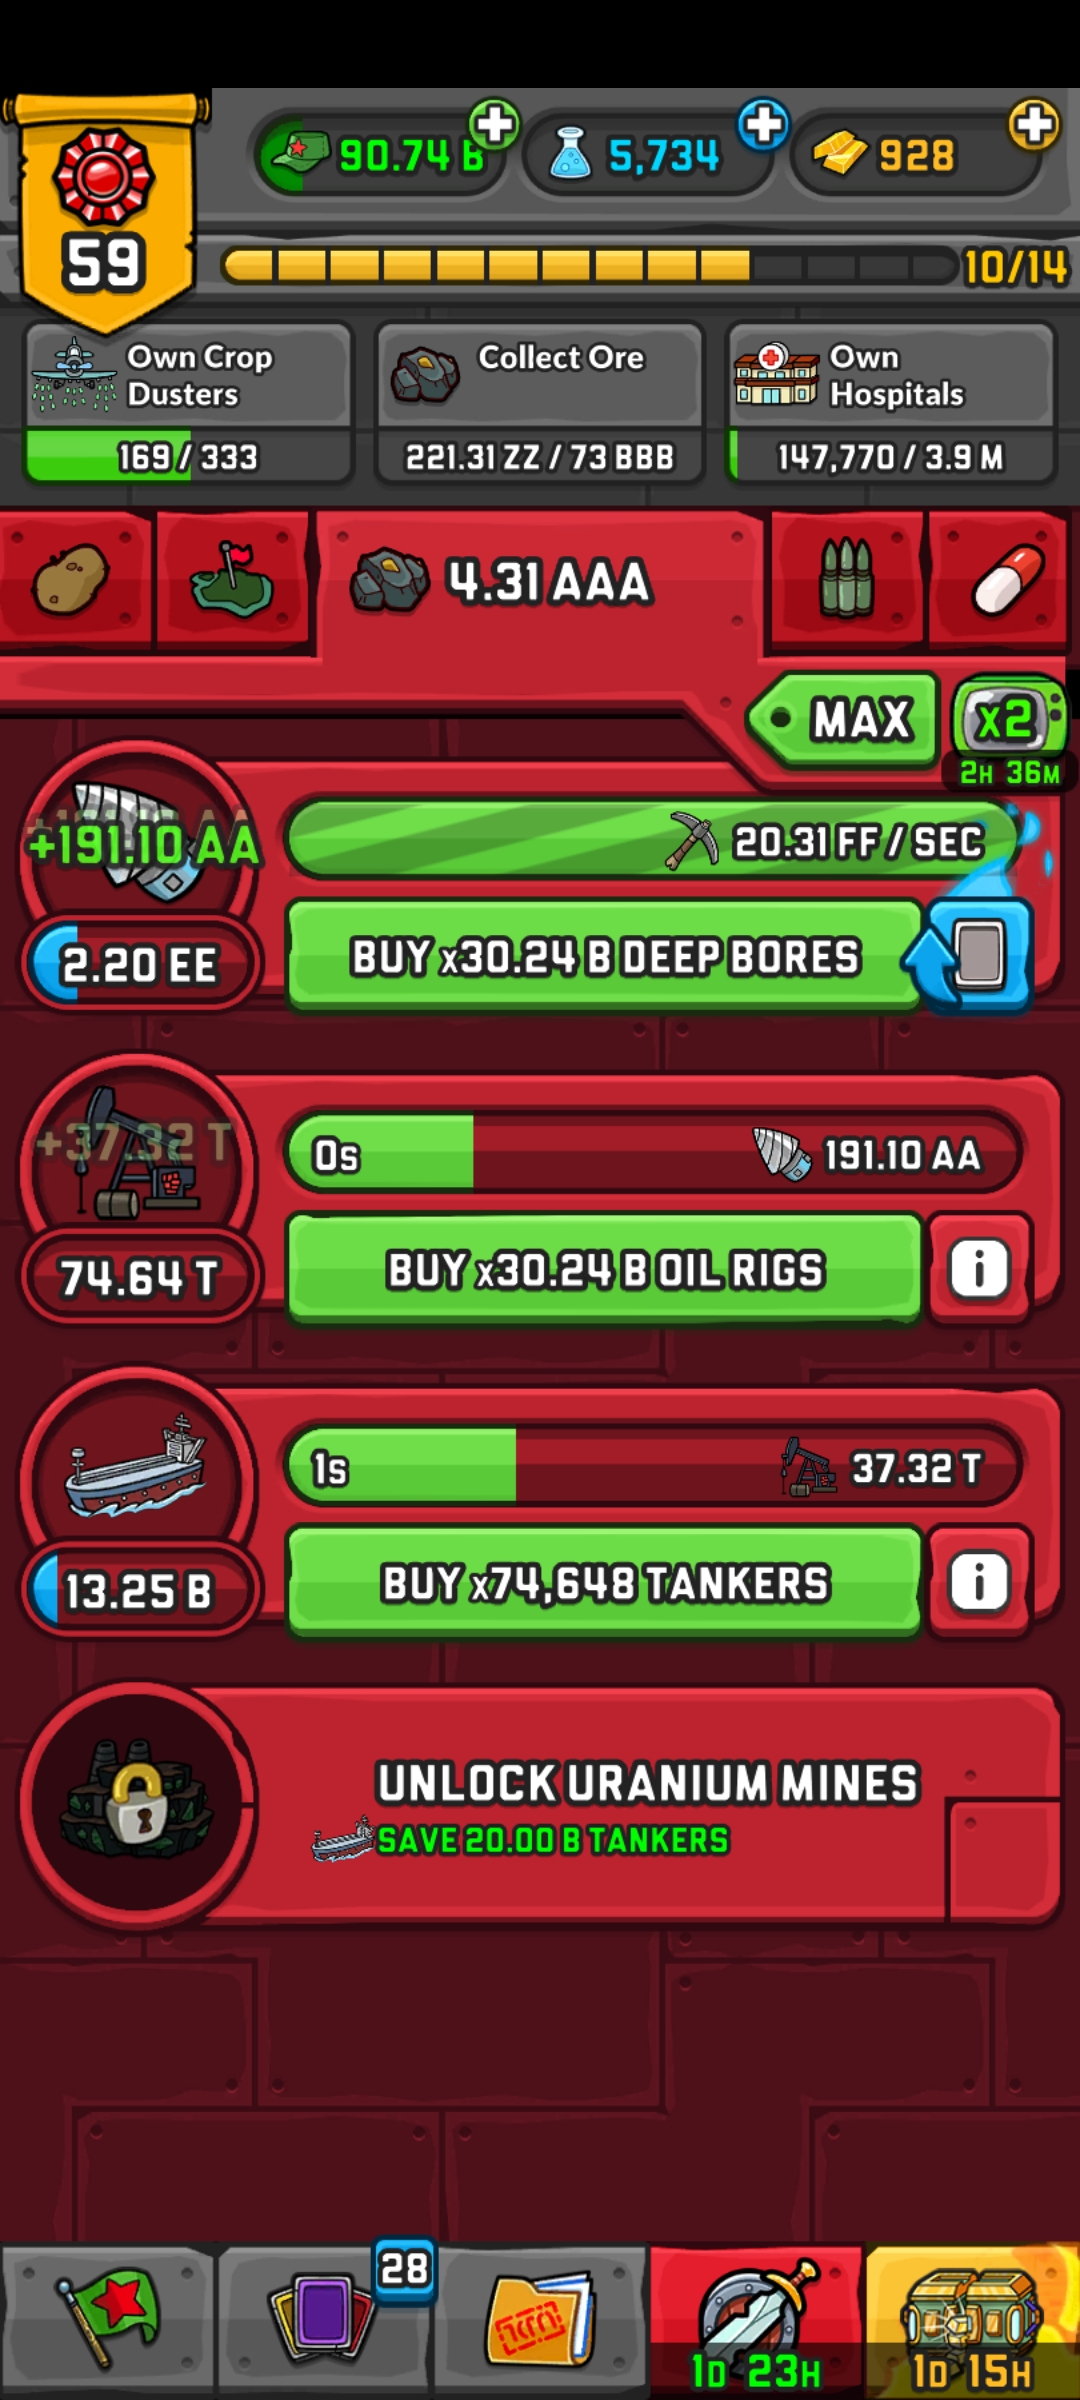 90.74 B
5,734
928
59
10/14
Own Crop
Dusters
169 / 333
Collect Ore
221.31 ZZ / 73 BBB
Own
Hospitals
147,770 / 3.9 M
4.31 AAA
MAX
x2
2H 36M
+191.10 AA
20.31 FF / SEC
2.20 EE
BUY x30.24 B DEEP BORES
+37.32 T
0s
191.10 AA
74.64 T
BUY x30.24 B OIL RIGS
i
1s
37.32 T
13.25 B
BUY x74,648 TANKERS
i
UNLOCK URANIUM MINES
SAVE 20.00 B TANKERS
28
1D 23H
1D 15H